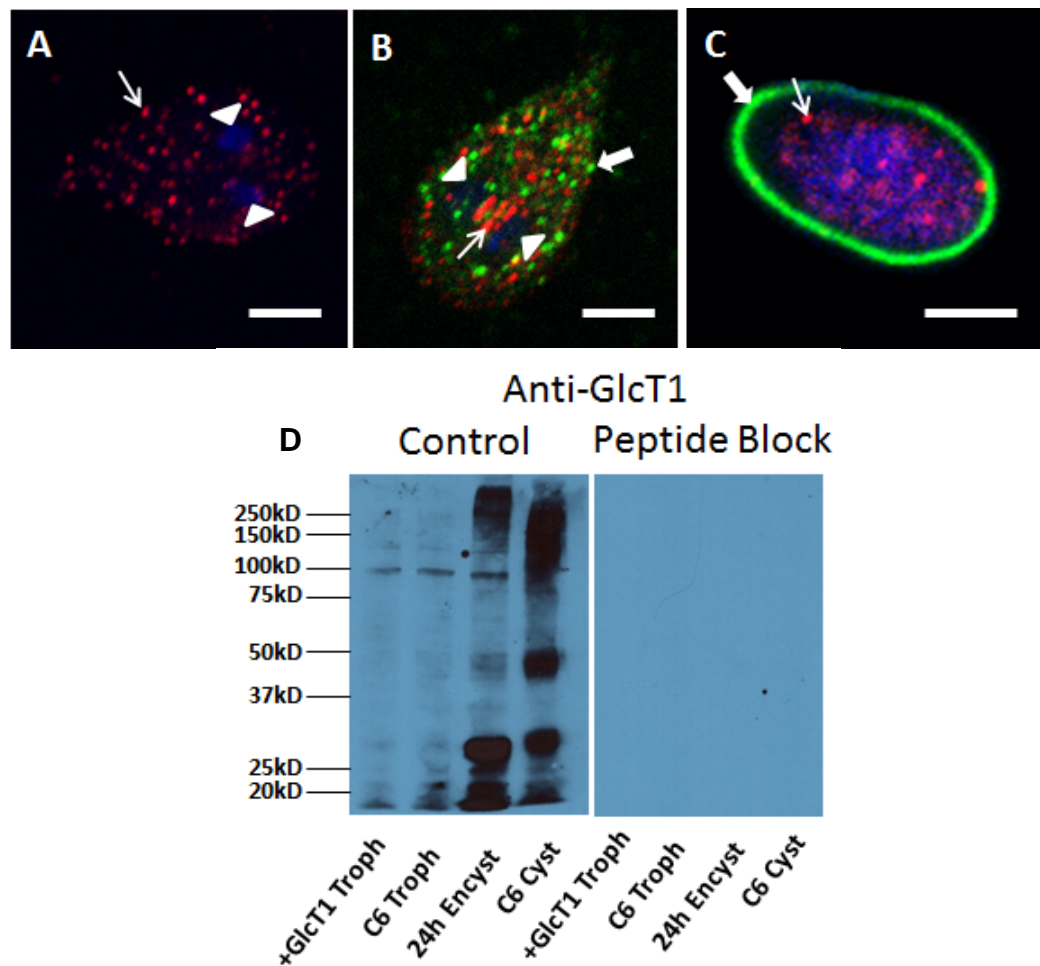 A
B
C
Anti-GlcT1
D
Control
Peptide Block
250kD
150kD
100kD
75kD
50kD
37kD
25kD
20kD
+GlcT1 Troph
C6 Troph
24h Encyst
C6 Cyst
+GlcT1 Troph
C6 Troph
24h Encyst
C6 Cyst